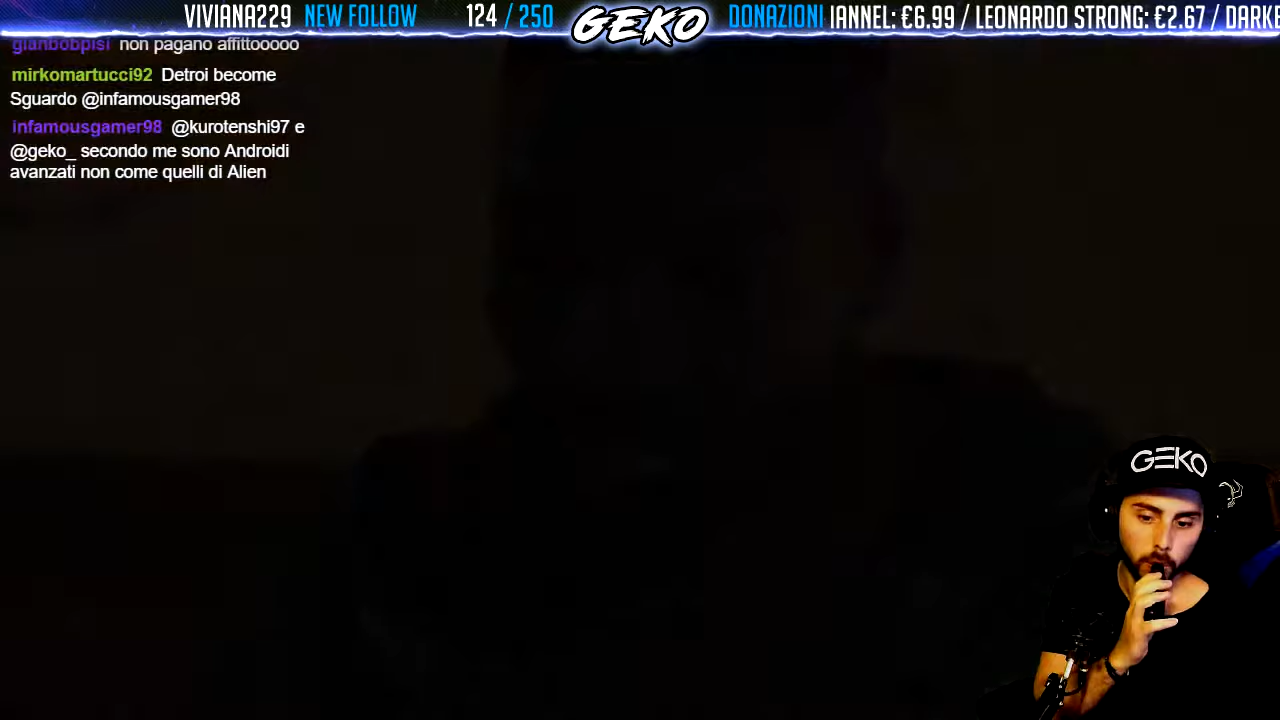 VIVIANA229 NEW FOLLOW 124 / 250 GEKO DONAZIONI IANNEL: €6.99 / LEONARDO STRONG: €2.67 / DARKE
gianbobpisi non pagano affittooooo
mirkomartucci92 Detroi become
Sguardo @infamousgamer98
infamousgamer98 @kurotenshi97 e
@geko_ secondo me sono Androidi
avanzati non come quelli di Alien
GEKO